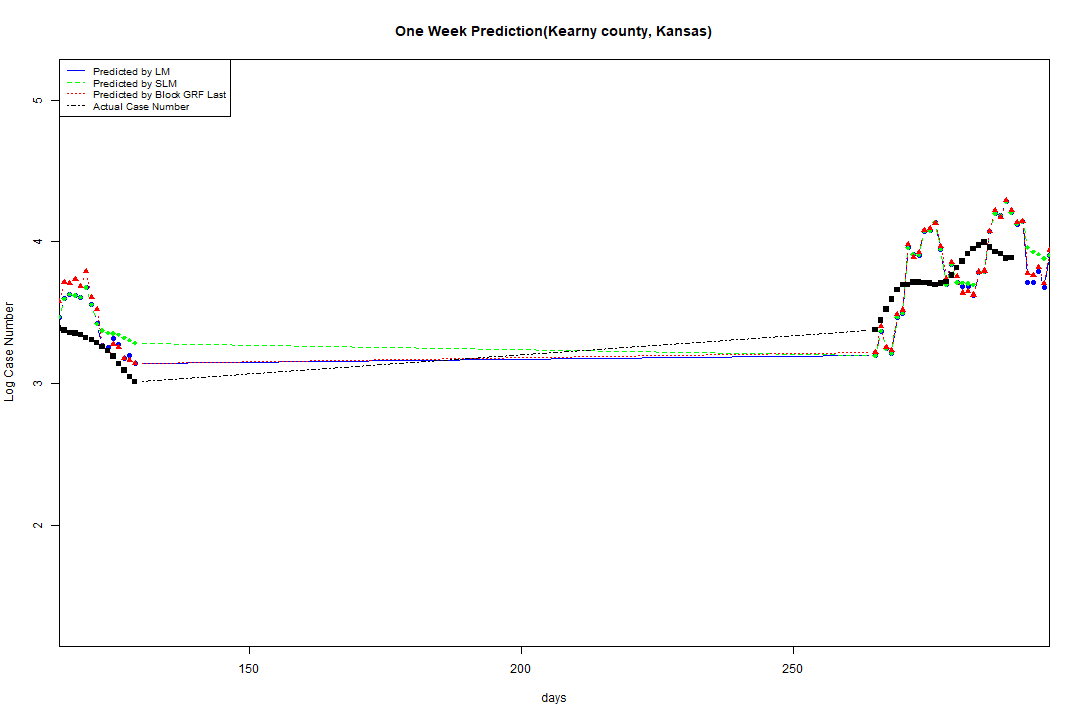 One Week Prediction(Kearny county, Kansas)
Predicted by LM
Predicted by SLM
Predicted by Block GRF Last
Actual Case Number
5
4
3
2
Log Case Number
150
200
250
days